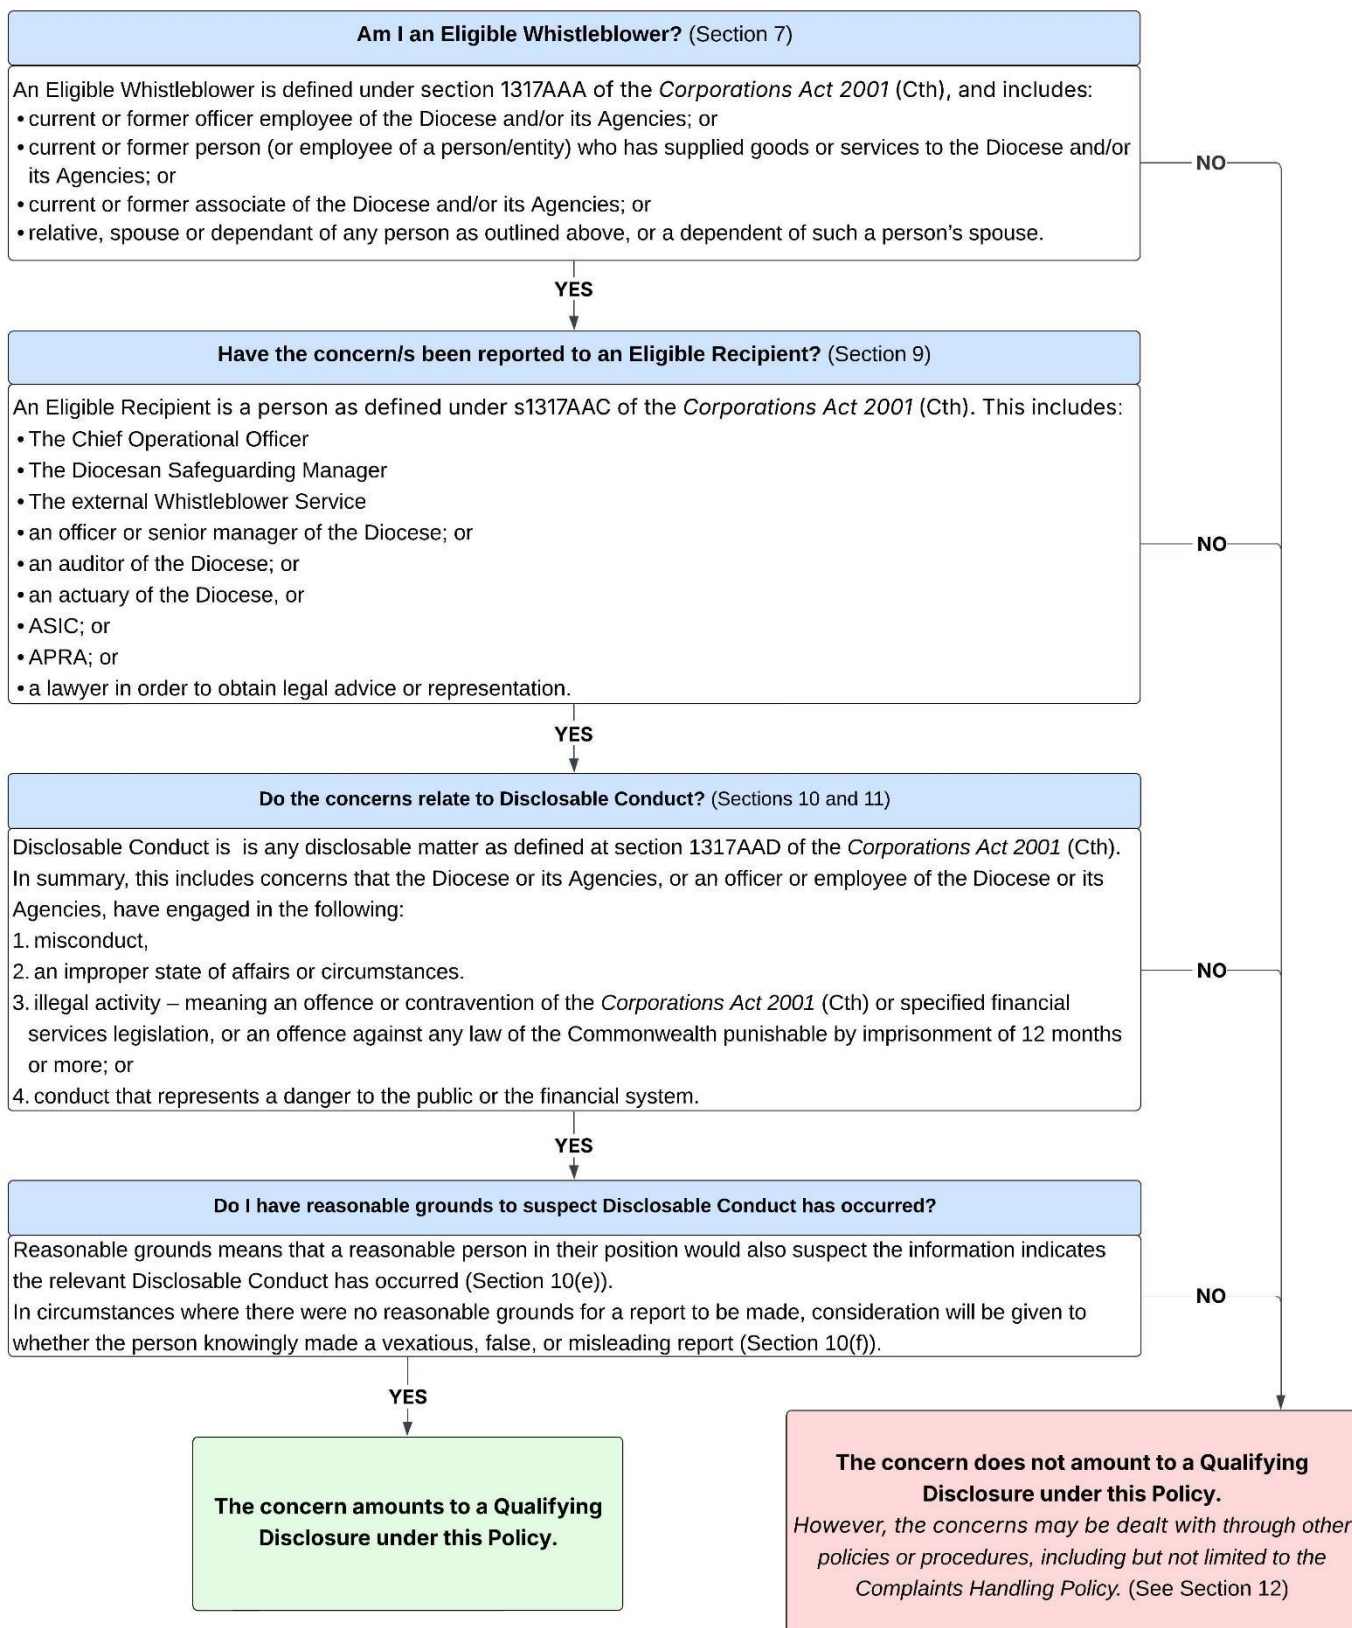 Am I an Eligible Whistleblower? (Section 7)
An Eligible Whistleblower is defined under section 1317AAA of the Corporations Act 2001 (Cth), and includes:
• current or former officer employee of the Diocese and/or its Agencies; or
• current or former person (or employee of a person/entity) who has supplied goods or services to the Diocese and/or
its Agencies; or
• current or former associate of the Diocese and/or its Agencies; or
• relative, spouse or dependant of any person as outlined above, or a dependent of such a person’s spouse.
NO
YES
Have the concern/s been reported to an Eligible Recipient? (Section 9)
An Eligible Recipient is a person as defined under s1317AAC of the Corporations Act 2001 (Cth). This includes:
• The Chief Operational Officer
• The Diocesan Safeguarding Manager
• The external Whistleblower Service
• an officer or senior manager of the Diocese; or
• an auditor of the Diocese; or
• an actuary of the Diocese, or
• ASIC; or
• APRA; or
• a lawyer in order to obtain legal advice or representation.
NO
YES
Do the concerns relate to Disclosable Conduct? (Sections 10 and 11)
Disclosable Conduct is is any disclosable matter as defined at section 1317AAD of the Corporations Act 2001 (Cth).
In summary, this includes concerns that the Diocese or its Agencies, or an officer or employee of the Diocese or its
Agencies, have engaged in the following:
1. misconduct,
2. an improper state of affairs or circumstances.
3. illegal activity – meaning an offence or contravention of the Corporations Act 2001 (Cth) or specified financial
services legislation, or an offence against any law of the Commonwealth punishable by imprisonment of 12 months
or more; or
4. conduct that represents a danger to the public or the financial system.
NO
YES
Do I have reasonable grounds to suspect Disclosable Conduct has occurred?
Reasonable grounds means that a reasonable person in their position would also suspect the information indicates
the relevant Disclosable Conduct has occurred (Section 10(e)).
In circumstances where there were no reasonable grounds for a report to be made, consideration will be given to
whether the person knowingly made a vexatious, false, or misleading report (Section 10(f)).
NO
YES
The concern amounts to a Qualifying
Disclosure under this Policy.
The concern does not amount to a Qualifying
Disclosure under this Policy.
However, the concerns may be dealt with through other
policies or procedures, including but not limited to the
Complaints Handling Policy. (See Section 12)